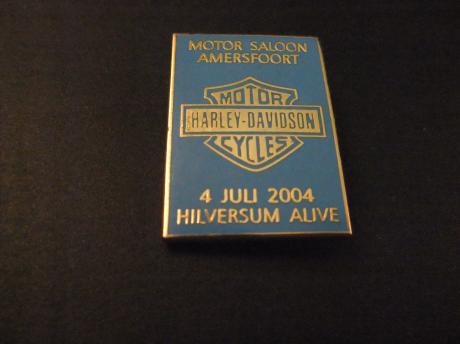 MOTOR SALOON
AMERSFOORT
MOTOR
HARLEY-DAVIDSON
CYCLES
4 JULI 2004
HILVERSUM ALIVE